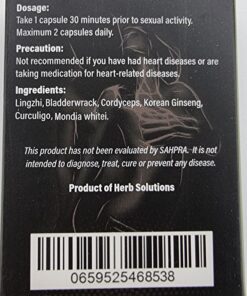 Dosage:
Take 1 capsule 30 minutes prior to sexual activity.
Maximum 2 capsules daily.
Precaution:
Not recommended if you have had heart diseases or are
taking medication for heart-related diseases.
Ingredients:
Lingzhi, Bladderwrack, Cordyceps, Korean Ginseng,
Curculigo, Mondia whitei.
This product has not been evaluated by SAHPRA. It is not
intended to diagnose, treat, cure or prevent any disease.
Product of Herb Solutions
0659525468538